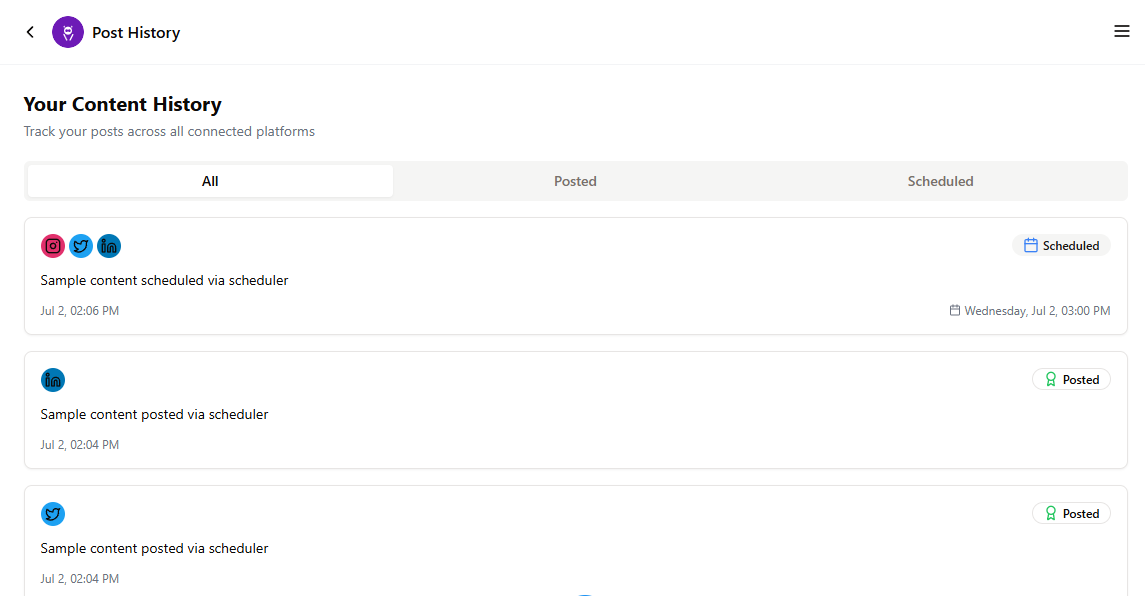 Post History
Your Content History
Track your posts across all connected platforms
All Posted Scheduled
Scheduled
Sample content scheduled via scheduler
Jul 2, 02:06 PM Wednesday, Jul 2, 03:00 PM
Posted
Sample content posted via scheduler
Jul 2, 02:04 PM
Posted
Sample content posted via scheduler
Jul 2, 02:04 PM